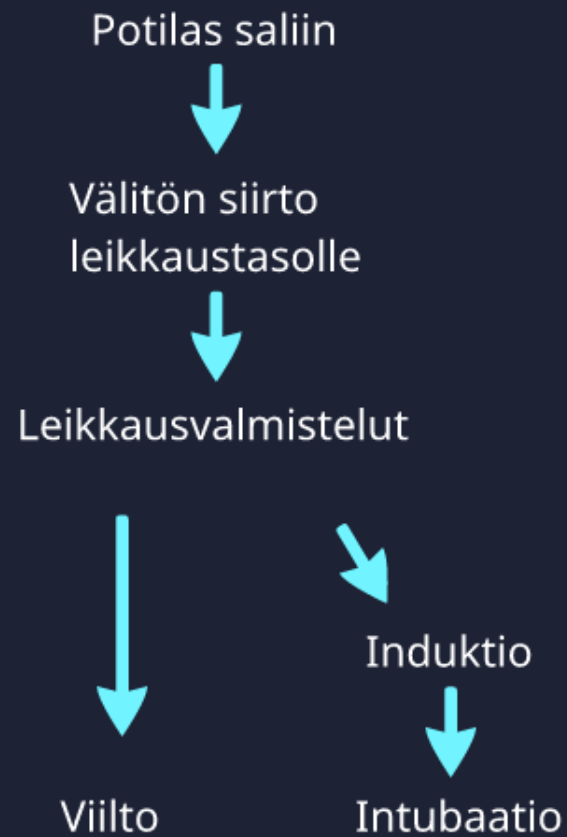 Potilas saliin
Välitön siirto
leikkaustasolle
Leikkausvalmistelut
Induktio
Viilto
Intubaatio